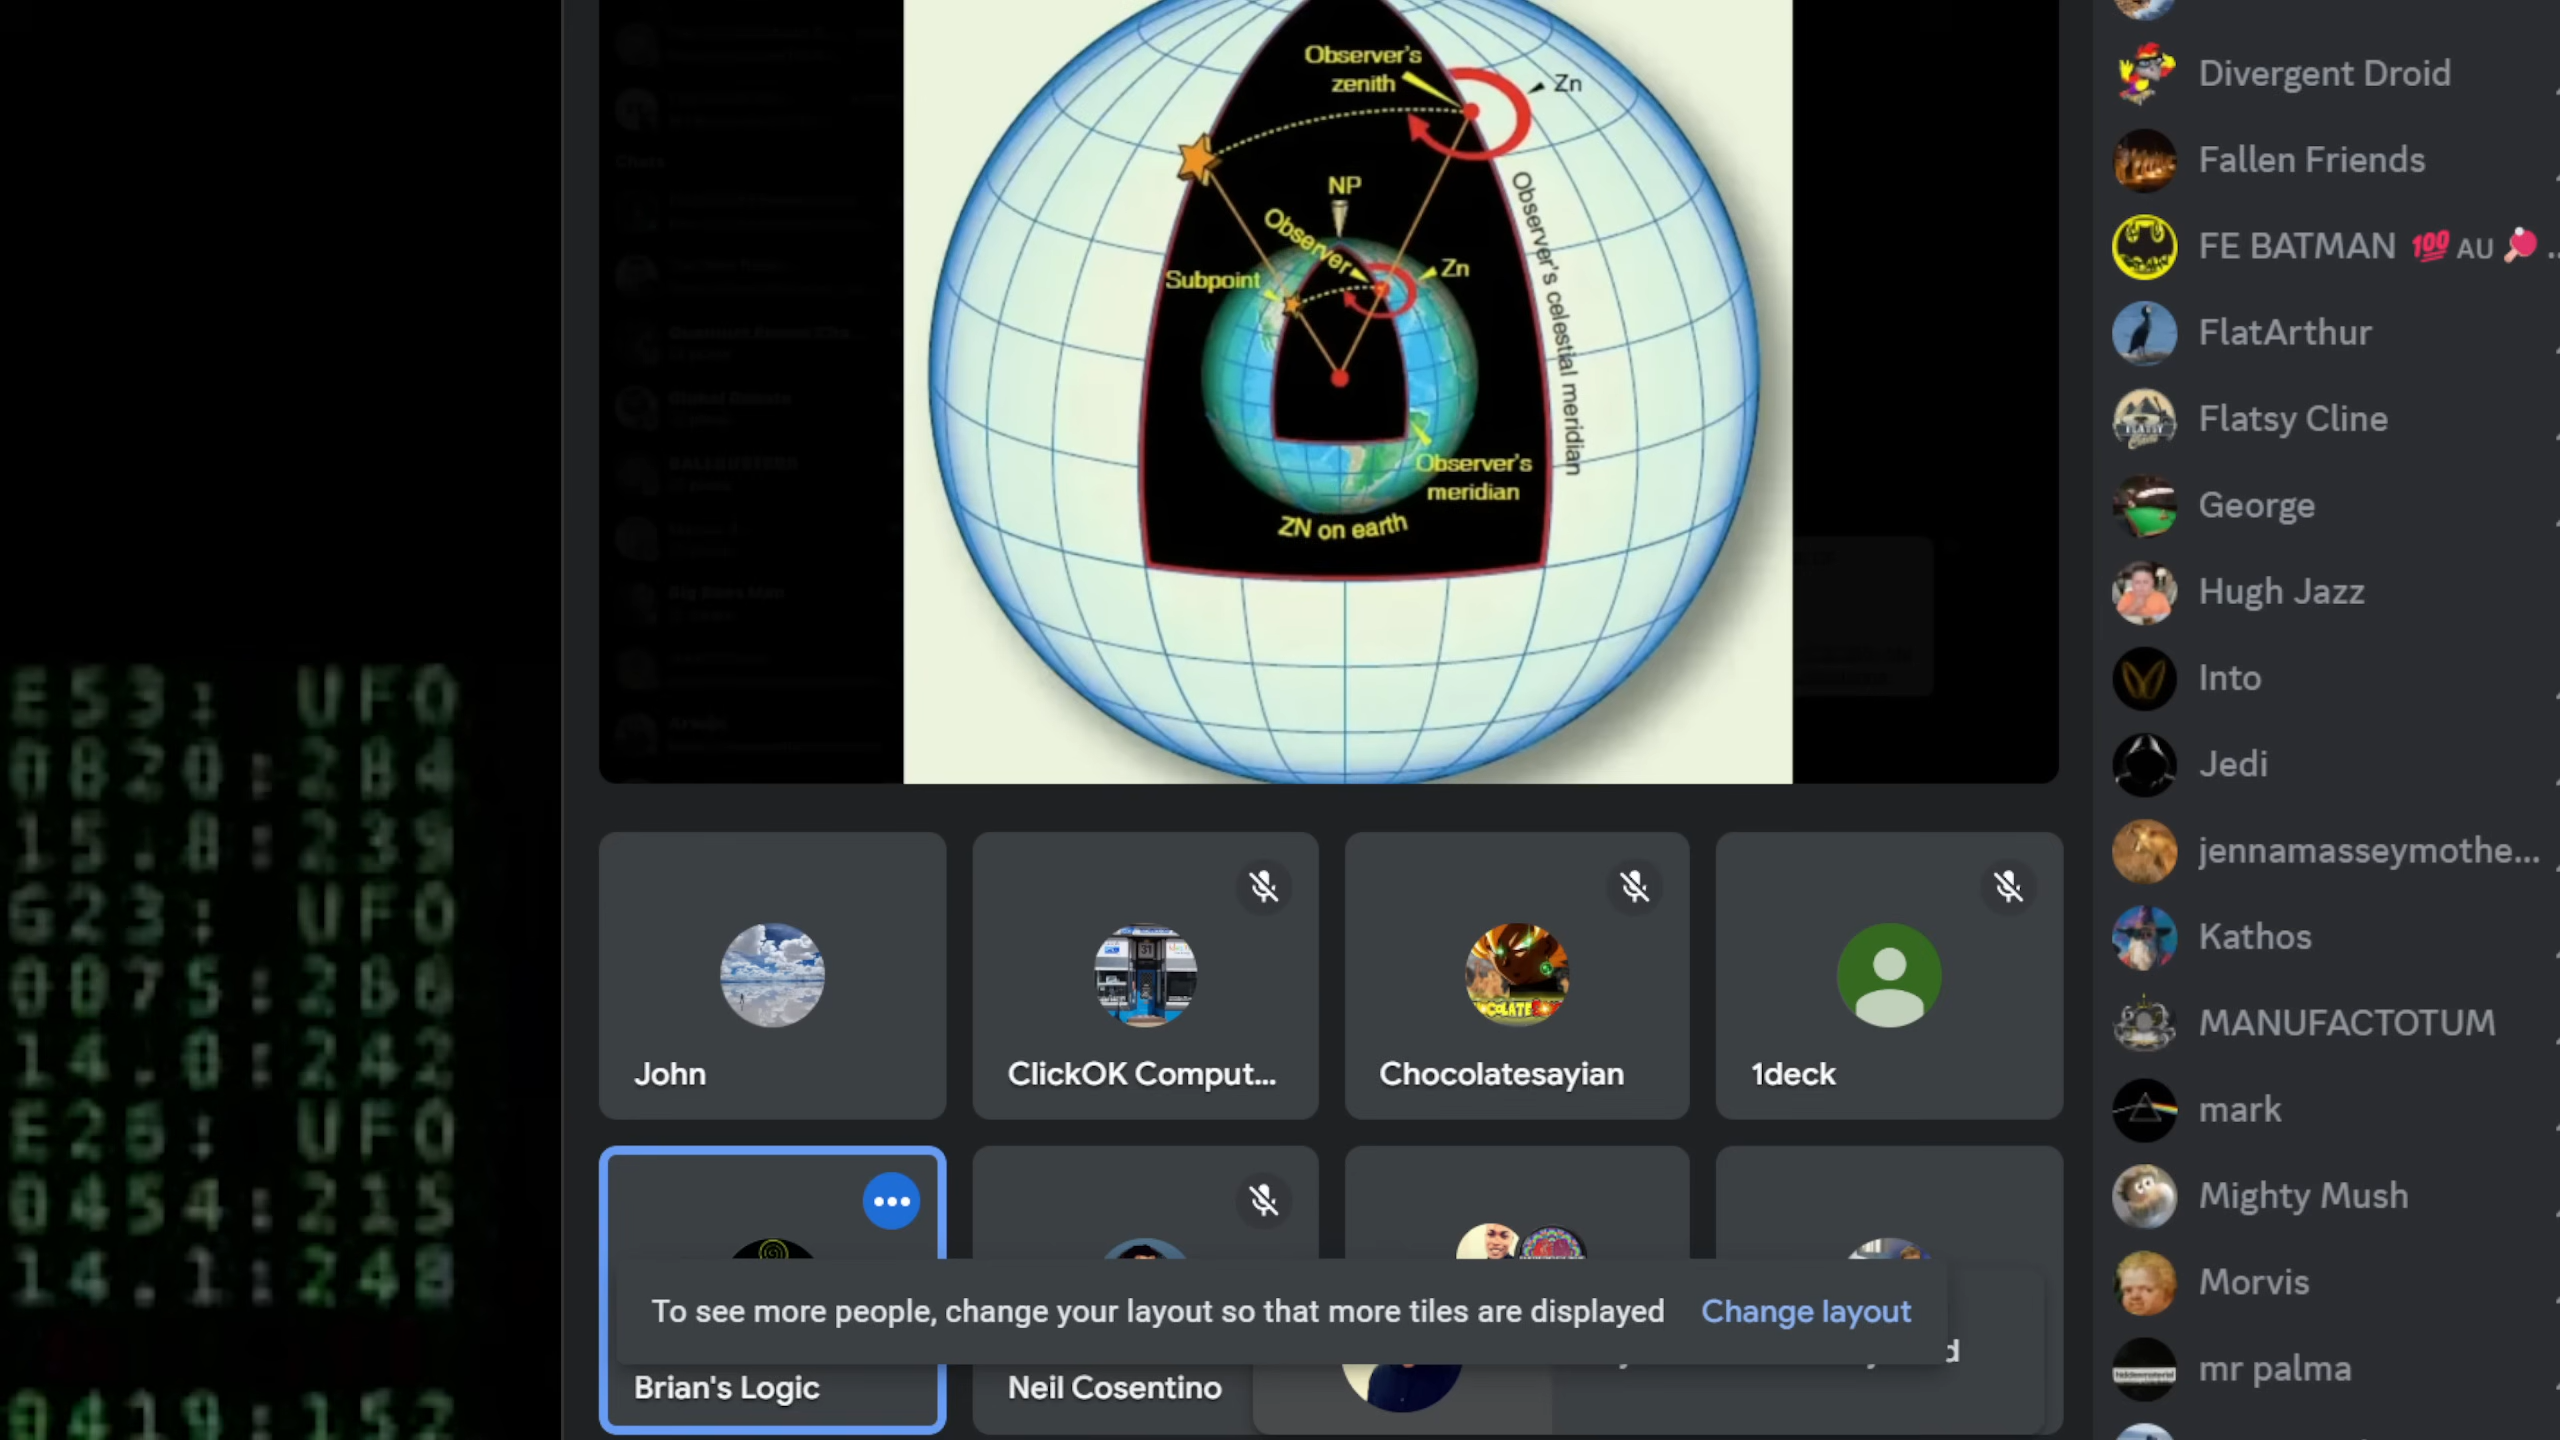 E53: UFO
0820:284
15.8:239
G23: UFO
14.0:242
E26: UFO
0454:215
14.1:248
0419:152
Observer's
zenith
Zn
Observer's celestial meridian
NP
Observer
Zn
Subpoint
Observer's
meridian
ZN on earth
John
ClickOK Comput...
Chocolatesayian
1deck
To see more people, change your layout so that more tiles are displayed
Change layout
Brian's Logic
Neil Cosentino
Divergent Droid
Fallen Friends
FE BATMAN 💯 AU 🏓 ..
FlatArthur
Flatsy Cline
George
Hugh Jazz
Into
Jedi
jennamasseymothe...
Kathos
MANUFACTOTUM
mark
Mighty Mush
Morvis
mr palma